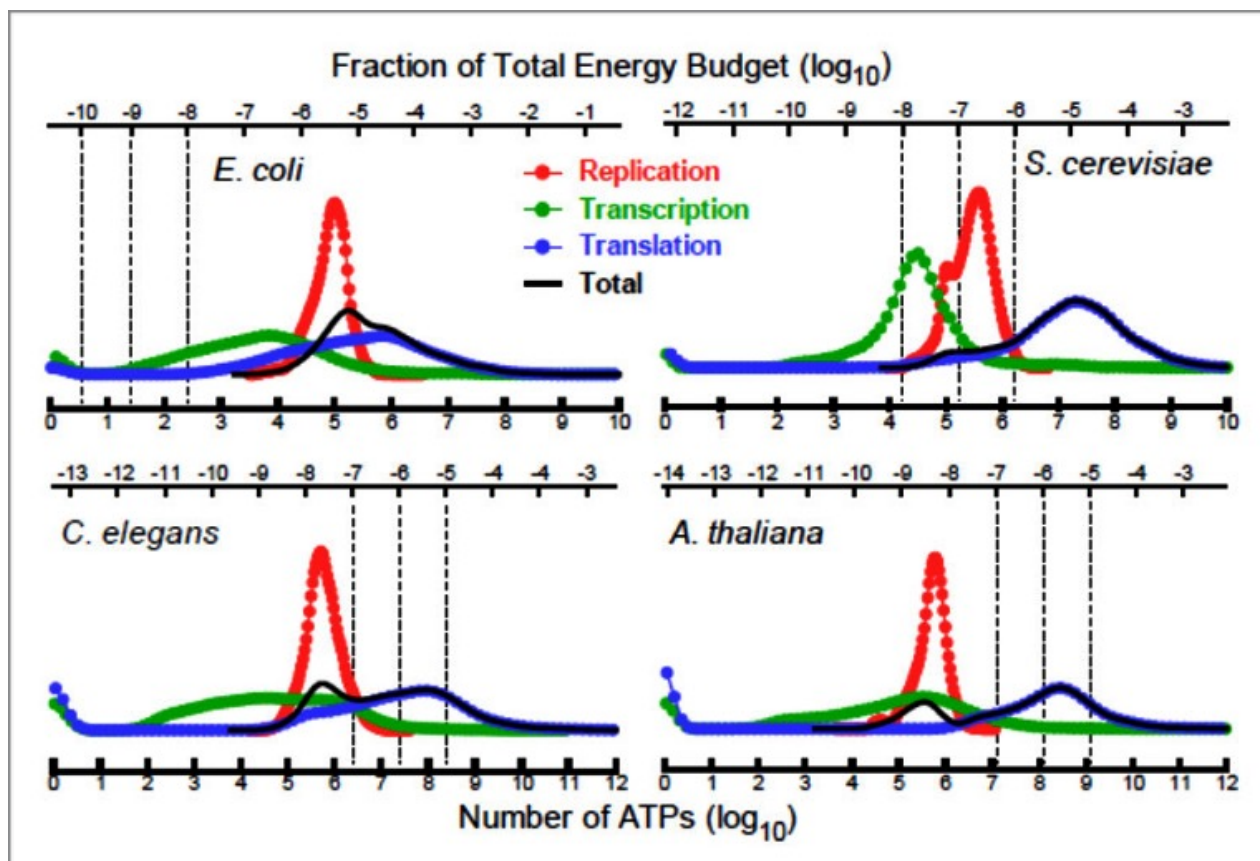 Fraction of Total Energy Budget (log10)
-10 -9 -8 -7 -6 -5 -4 -3 -2 -1
-12 -11 -10 -9 -8 -7 -6 -5 -4 -3
E. coli
Replication
Transcription
Translation
Total
S. cerevisiae
0 1 2 3 4 5 6 7 8 9 10
0 1 2 3 4 5 6 7 8 9 10
-13 -12 -11 -10 -9 -8 -7 -6 -5 -4 -3 -2
-14 -13 -12 -11 -10 -9 -8 -7 -6 -5 -4 -3
C. elegans
A. thaliana
0 1 2 3 4 5 6 7 8 9 10 11 12
0 1 2 3 4 5 6 7 8 9 10 11 12
Number of ATPs (log10)